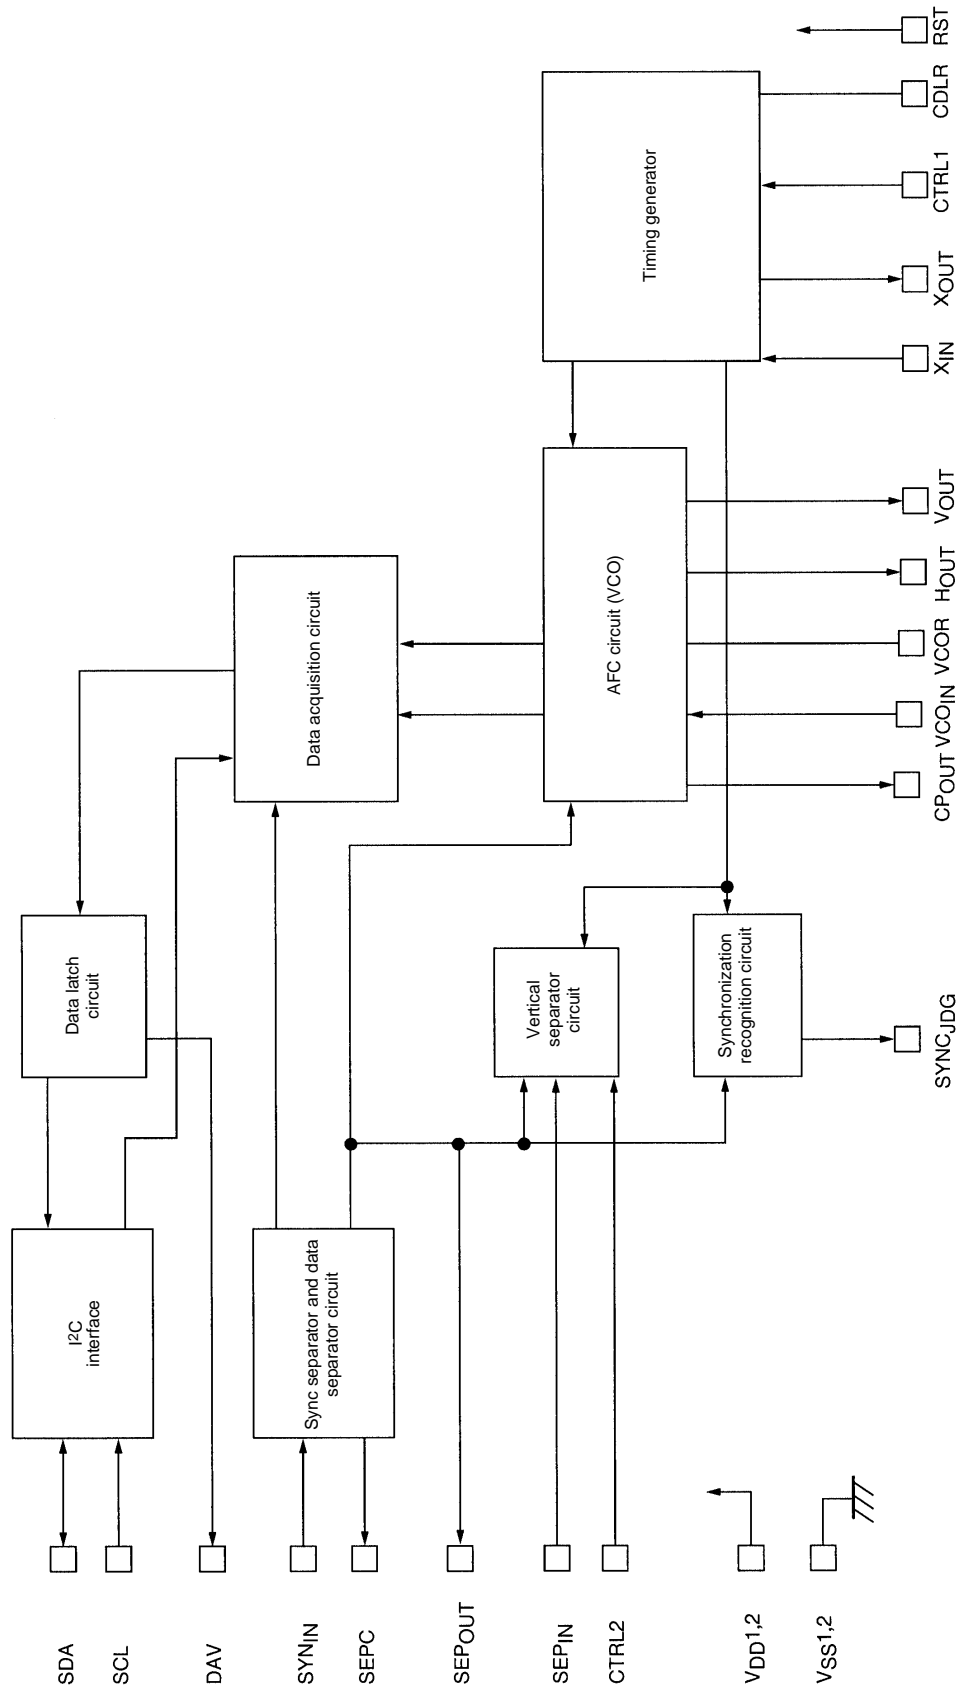 SDA
SCL
DAV
SYNIN
SEPC
SEPOUT
SEPIN
CTRL2
VDD1,2
VSS1,2
I2C
interface
Sync separator and data
separator circuit
Data latch
circuit
Vertical
separator
circuit
Synchronization
recognition circuit
SYNCJDG
Data acquisition circuit
AFC circuit (VCO)
Timing generator
CPOUT
VCOIN
VCOR
HOUT
VOUT
XIN
XOUT
CTRL1
CDLR
RST